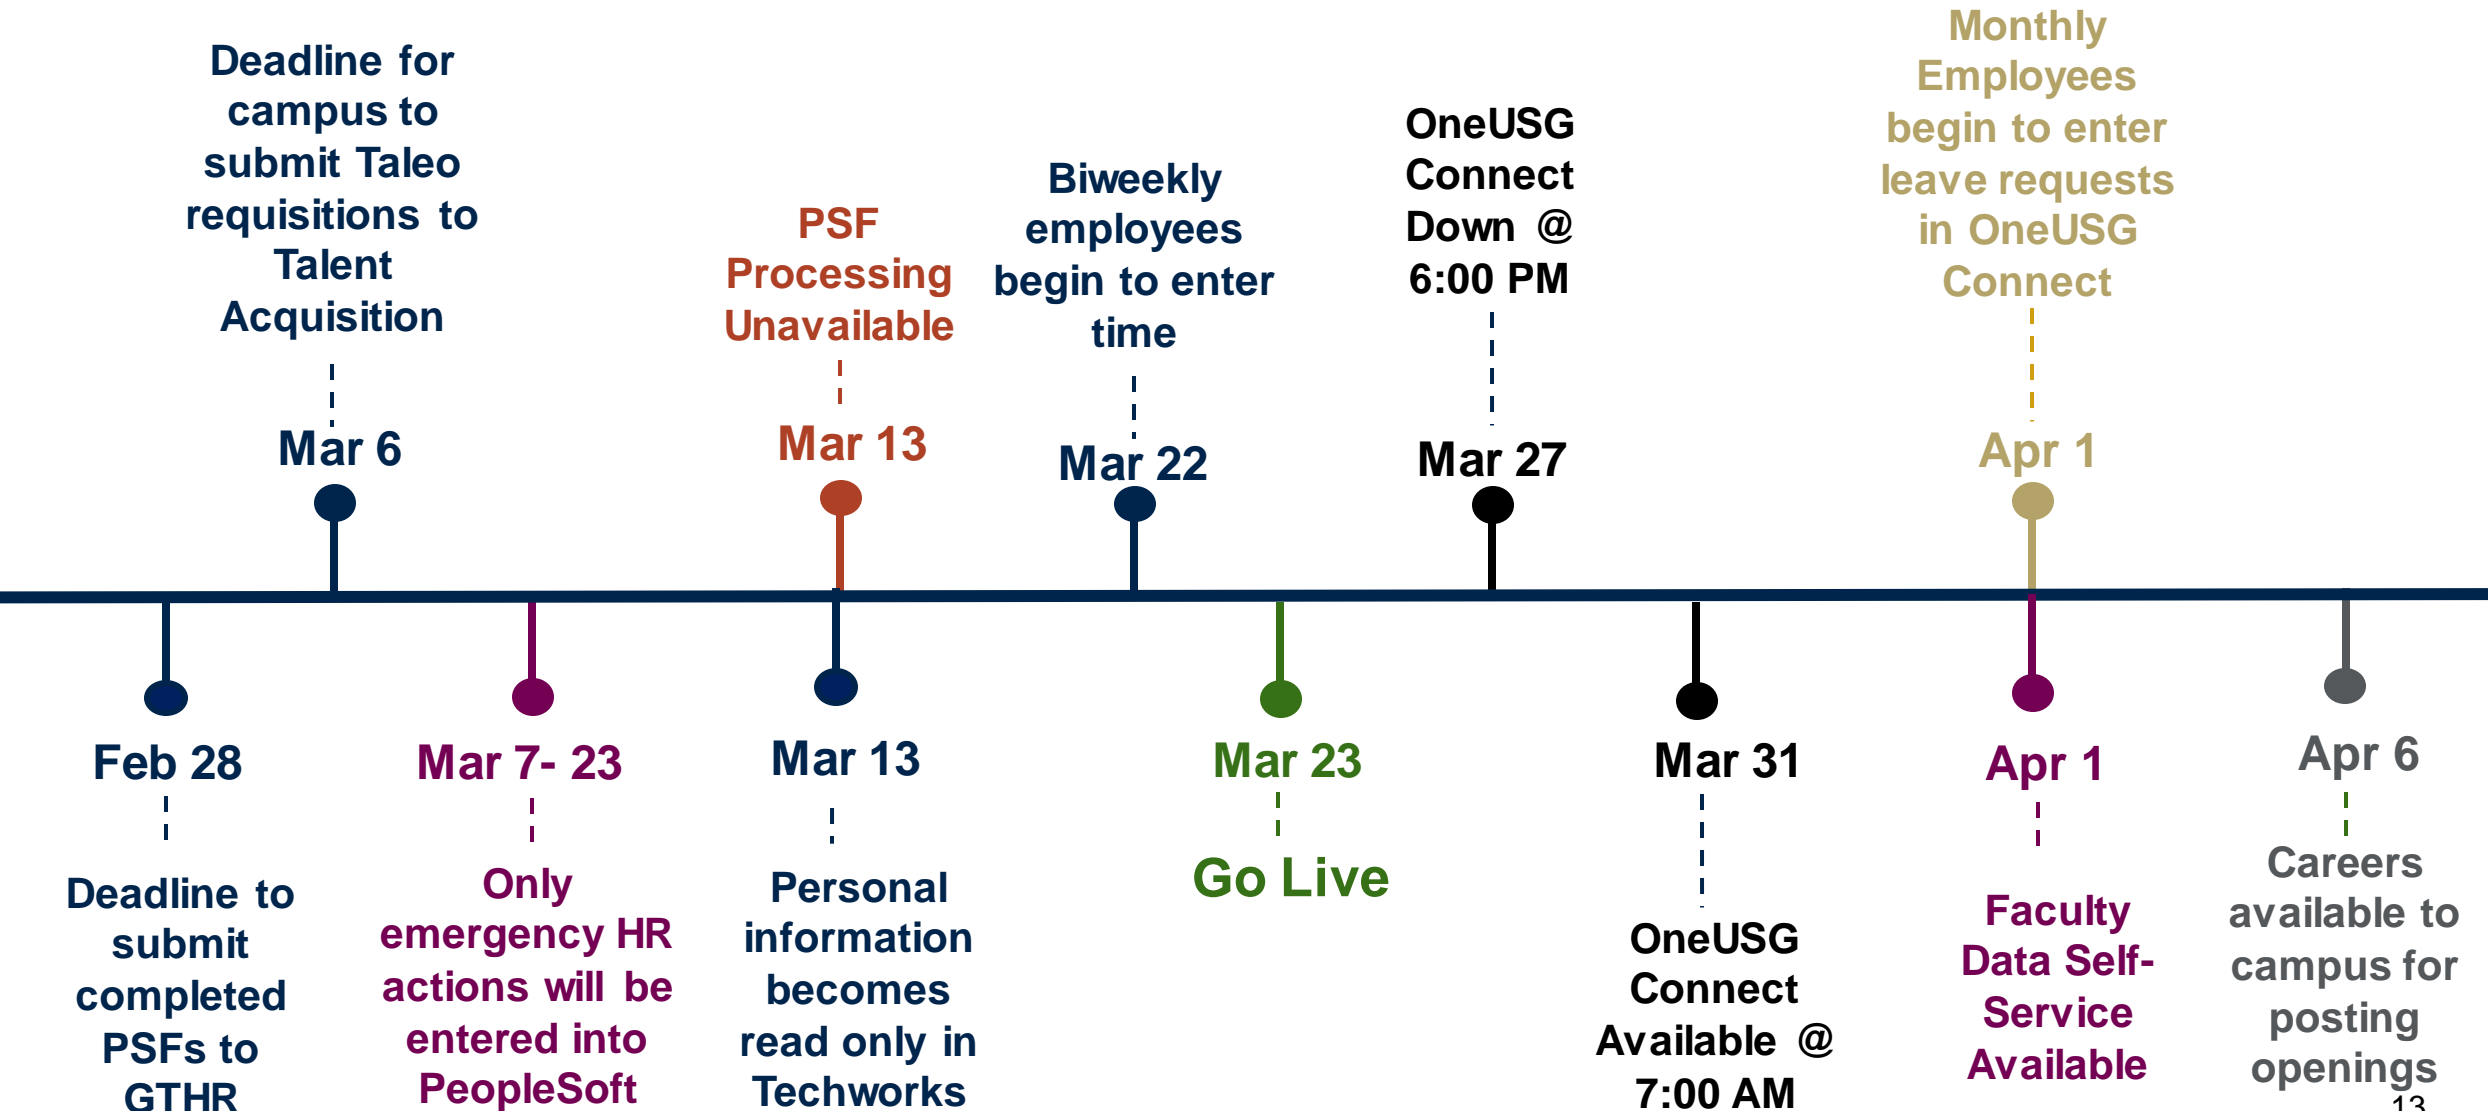 Deadline for
campus to
submit Taleo
requisitions to
Talent
Acquisition
Mar 6
PSF
Processing
Unavailable
Mar 13
Biweekly
employees
begin to enter
time
Mar 22
OneUSG
Connect
Down @
6:00 PM
Mar 27
Monthly
Employees
begin to enter
leave requests
in OneUSG
Connect
Apr 1
Feb 28
Deadline to
submit
completed
PSFs to
GTHR
Mar 7- 23
Only
emergency HR
actions will be
entered into
PeopleSoft
Mar 13
Personal
information
becomes
read only in
Techworks
Mar 23
Go Live
Mar 31
OneUSG
Connect
Available @
7:00 AM
Apr 1
Faculty
Data Self-
Service
Available
Apr 6
Careers
available to
campus for
posting
openings
13